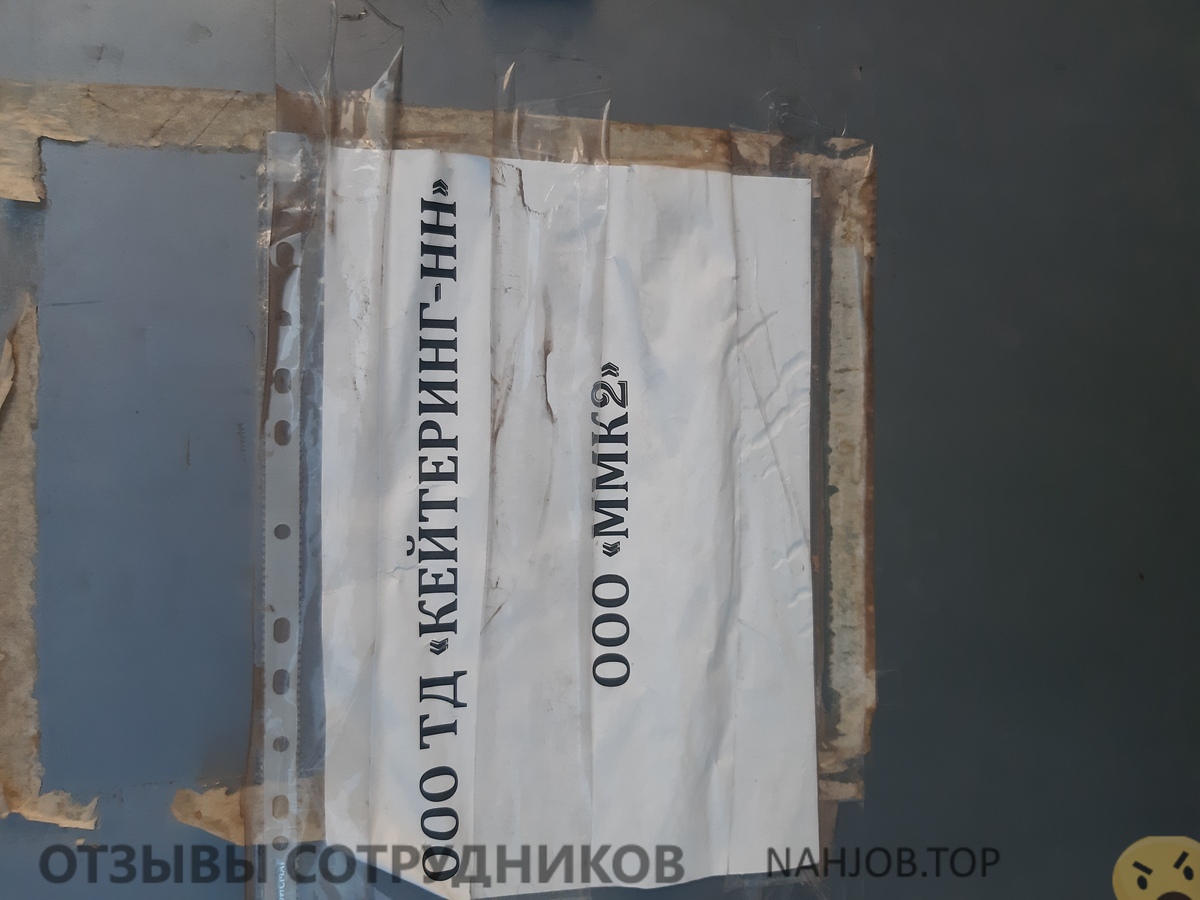 ООО ТД «КЕЙТЕРИНГ-НН»
ООО «ММК2»
ОТЗЫВЫ СОТРУДНИКОВ
NAHJOB.TOP